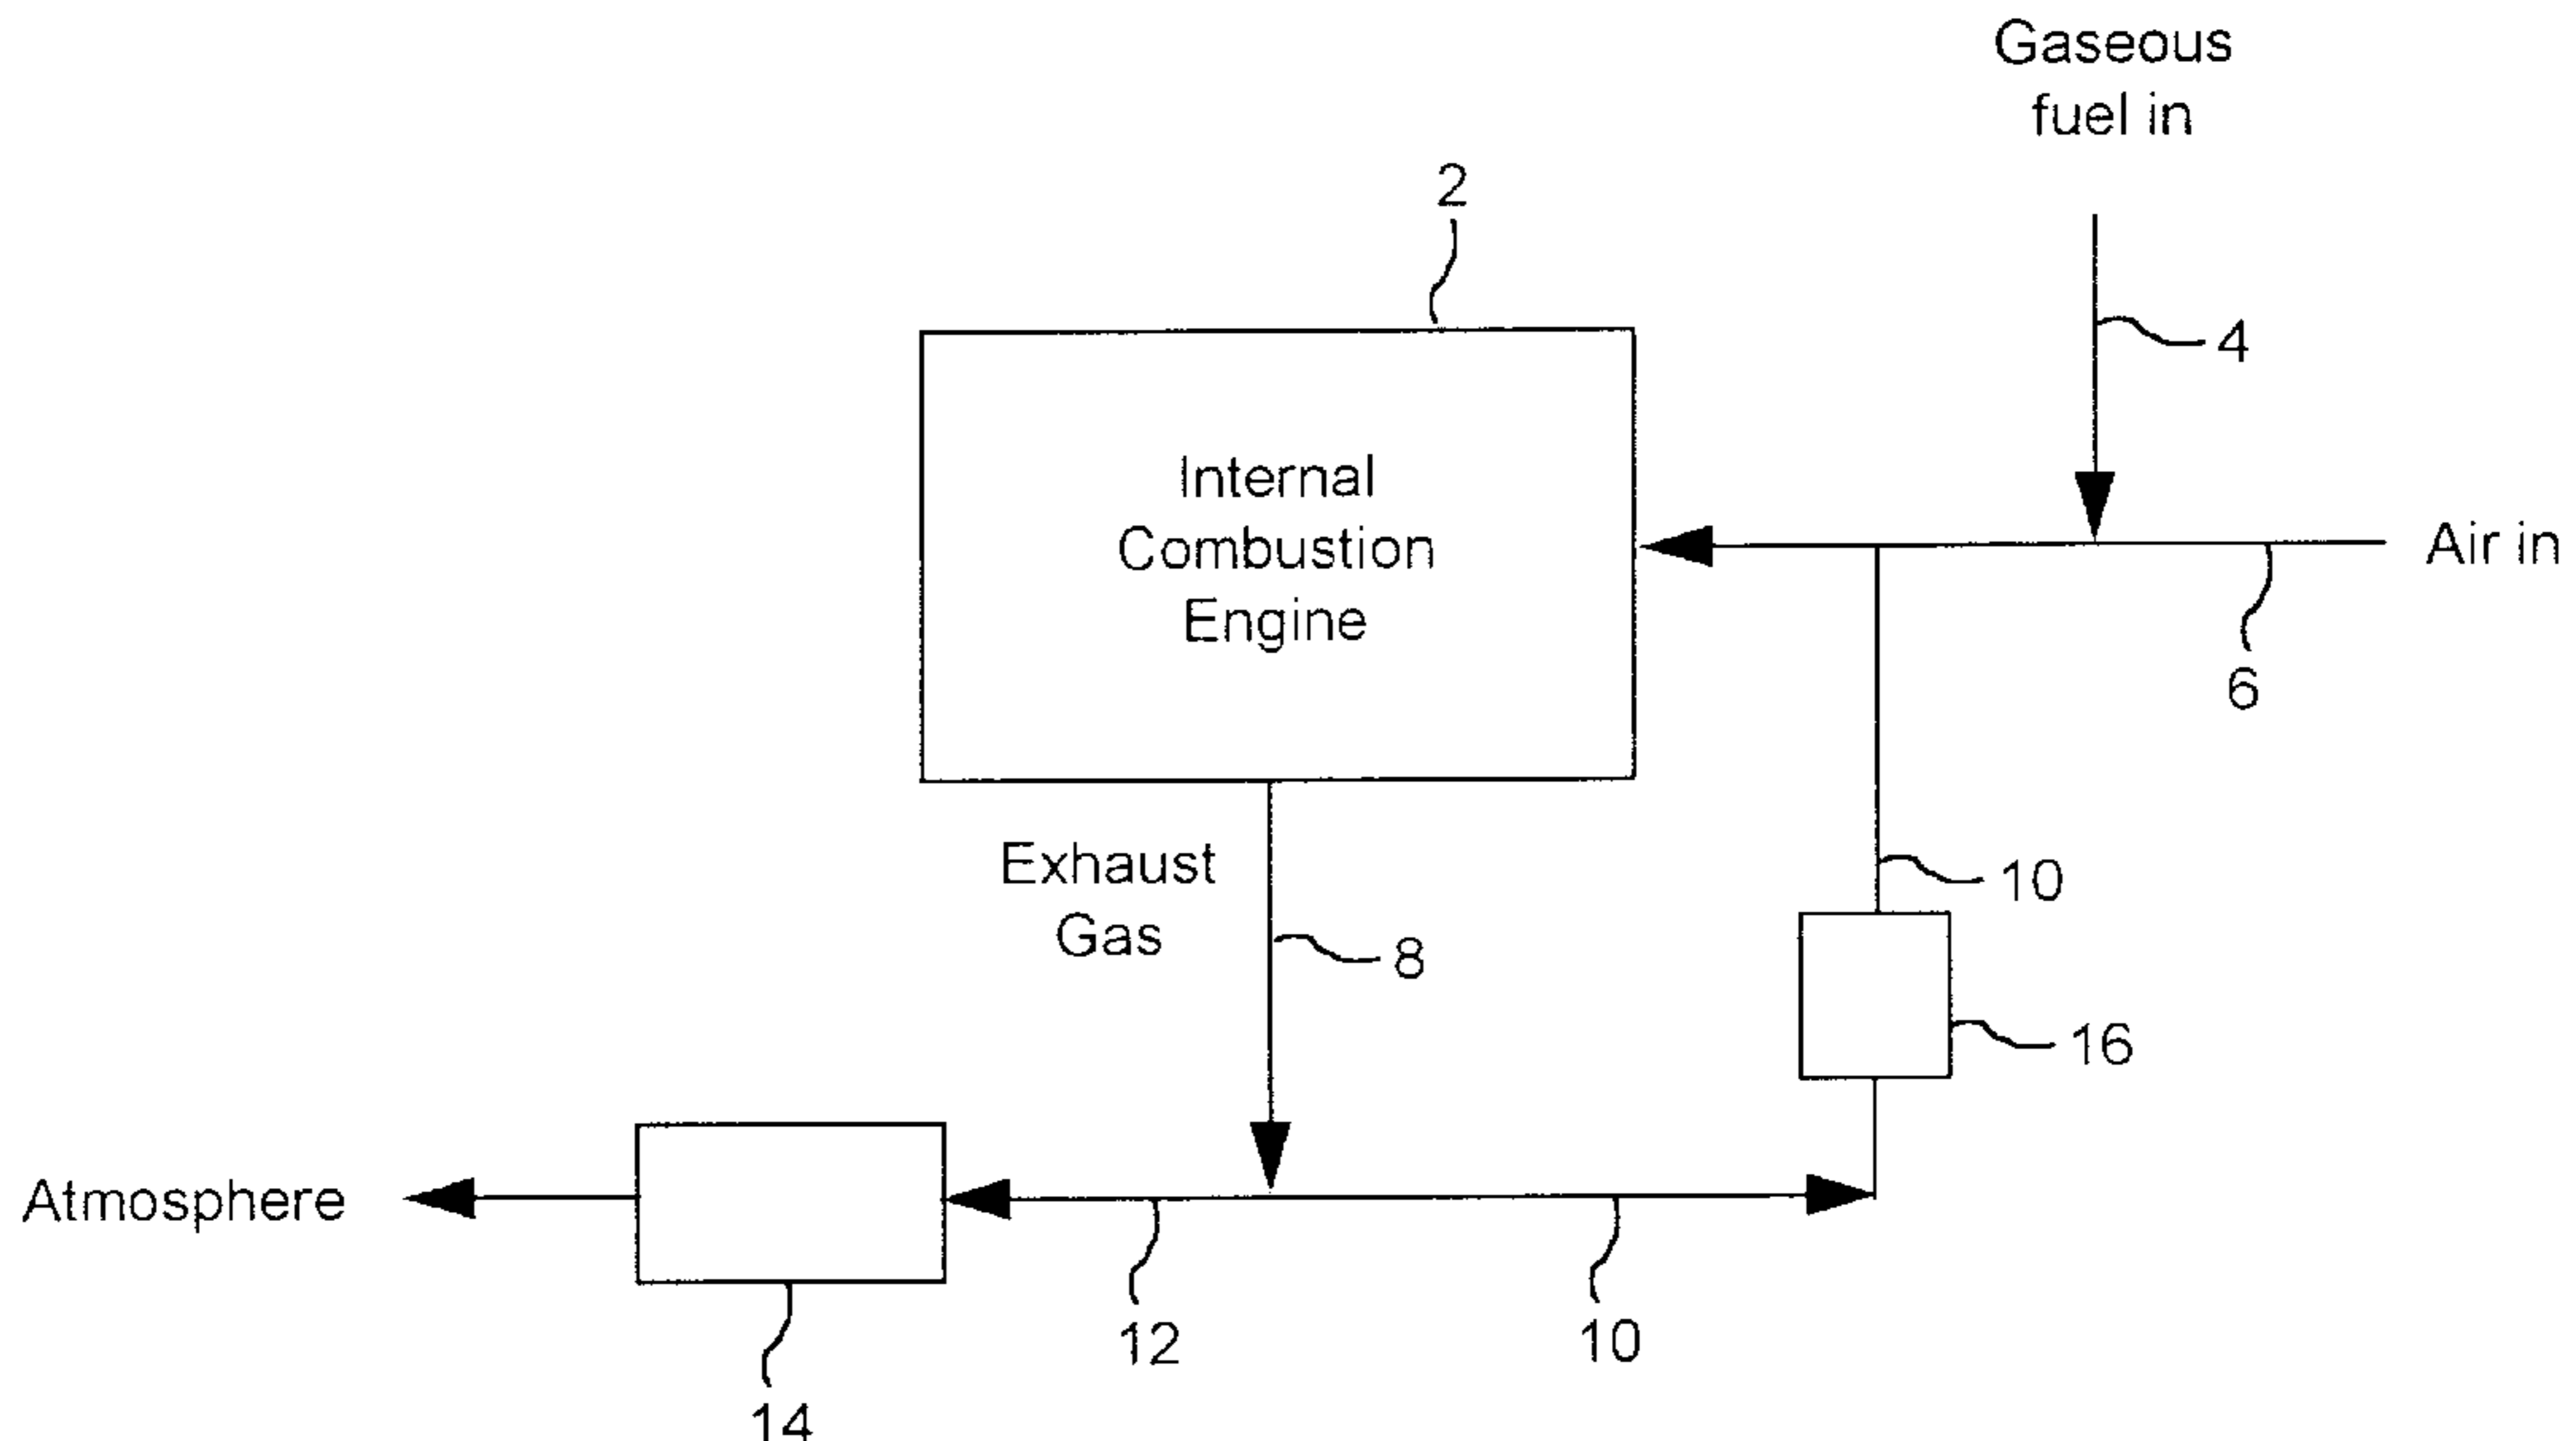 Gaseous
fuel in
2
4
Internal
Combustion
Engine
Air in
6
Exhaust
Gas
10
8
16
Atmosphere
12
10
14